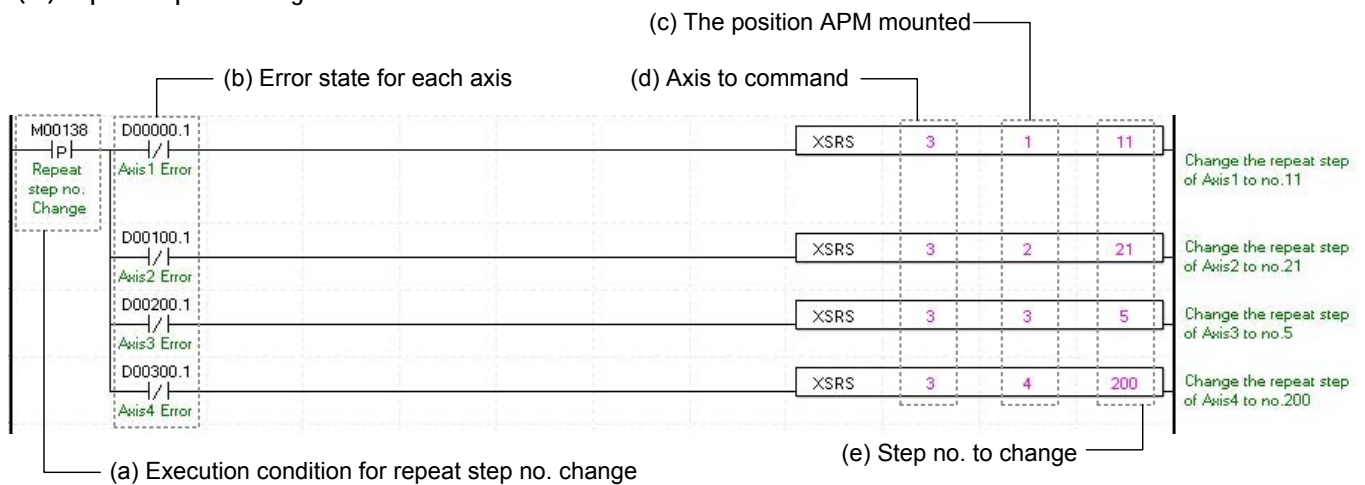 (c) The position APM mounted
(b) Error state for each axis
(d) Axis to command
M00138
D00000.1
P
XSRS 3 1 11
Repeat
step no.
Change
Axis1 Error
Change the repeat step
of Axis1 to no.11
D00100.1
XSRS 3 2 21
Axis2 Error
Change the repeat step
of Axis2 to no.21
D00200.1
XSRS 3 3 5
Axis3 Error
Change the repeat step
of Axis3 to no.5
D00300.1
XSRS 3 4 200
Axis4 Error
Change the repeat step
of Axis4 to no.200
(e) Step no. to change
(a) Execution condition for repeat step no. change